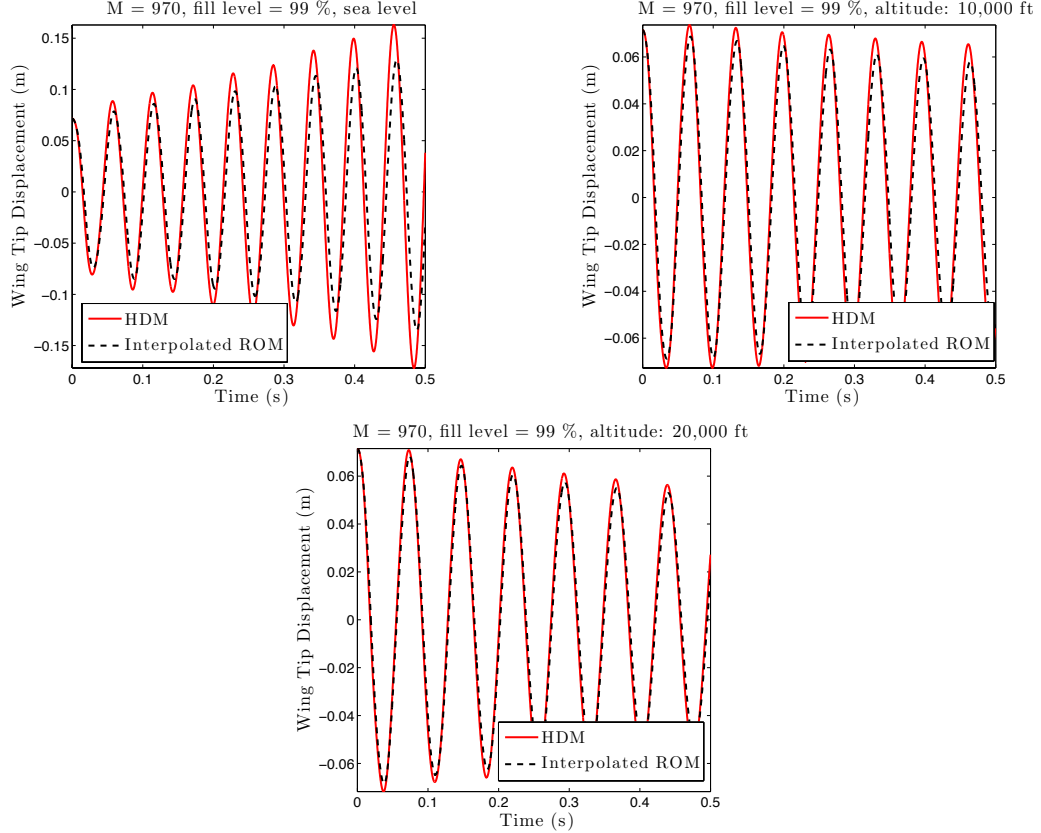 M = 970, fill level = 99 %, sea level
0.15
0.1
0.05
0
−0.05
−0.1
−0.15
Wing Tip Displacement (m)
HDM
Interpolated ROM
0 0.1 0.2 0.3 0.4 0.5
Time (s)
M = 970, fill level = 99 %, altitude: 10,000 ft
0.06
0.04
0.02
0
−0.02
−0.04
−0.06
Wing Tip Displacement (m)
HDM
Interpolated ROM
0 0.1 0.2 0.3 0.4 0.5
Time (s)
M = 970, fill level = 99 %, altitude: 20,000 ft
0.06
0.04
0.02
0
−0.02
−0.04
−0.06
Wing Tip Displacement (m)
HDM
Interpolated ROM
0 0.1 0.2 0.3 0.4 0.5
Time (s)